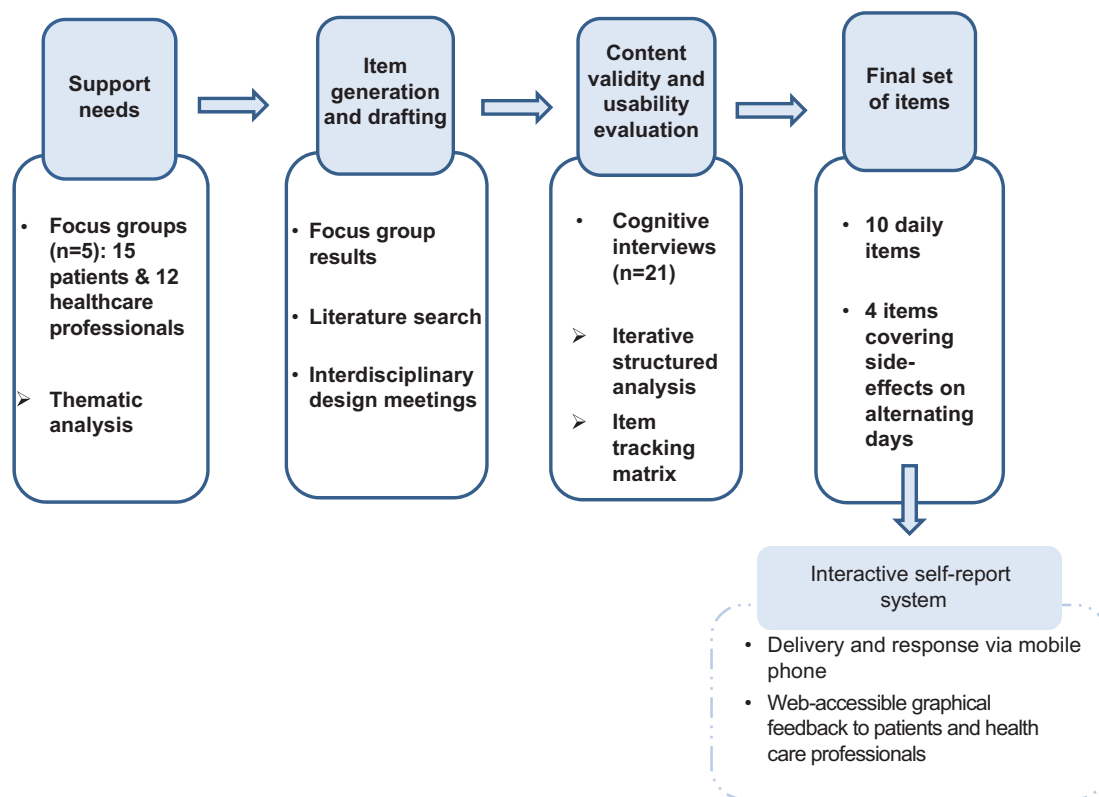 Support
needs
• Focus groups
(n=5): 15
patients & 12
healthcare
professionals
➢ Thematic
analysis
Item
generation
and drafting
• Focus group
results
• Literature search
• Interdisciplinary
design meetings
Content
validity and
usability
evaluation
• Cognitive
interviews
(n=21)
➢ Iterative
structured
analysis
➢ Item
tracking
matrix
Final set
of items
• 10 daily
items
• 4 items
covering
side-
effects on
alternating
days
Interactive self-report
system
• Delivery and response via mobile
phone
• Web-accessible graphical
feedback to patients and health
care professionals